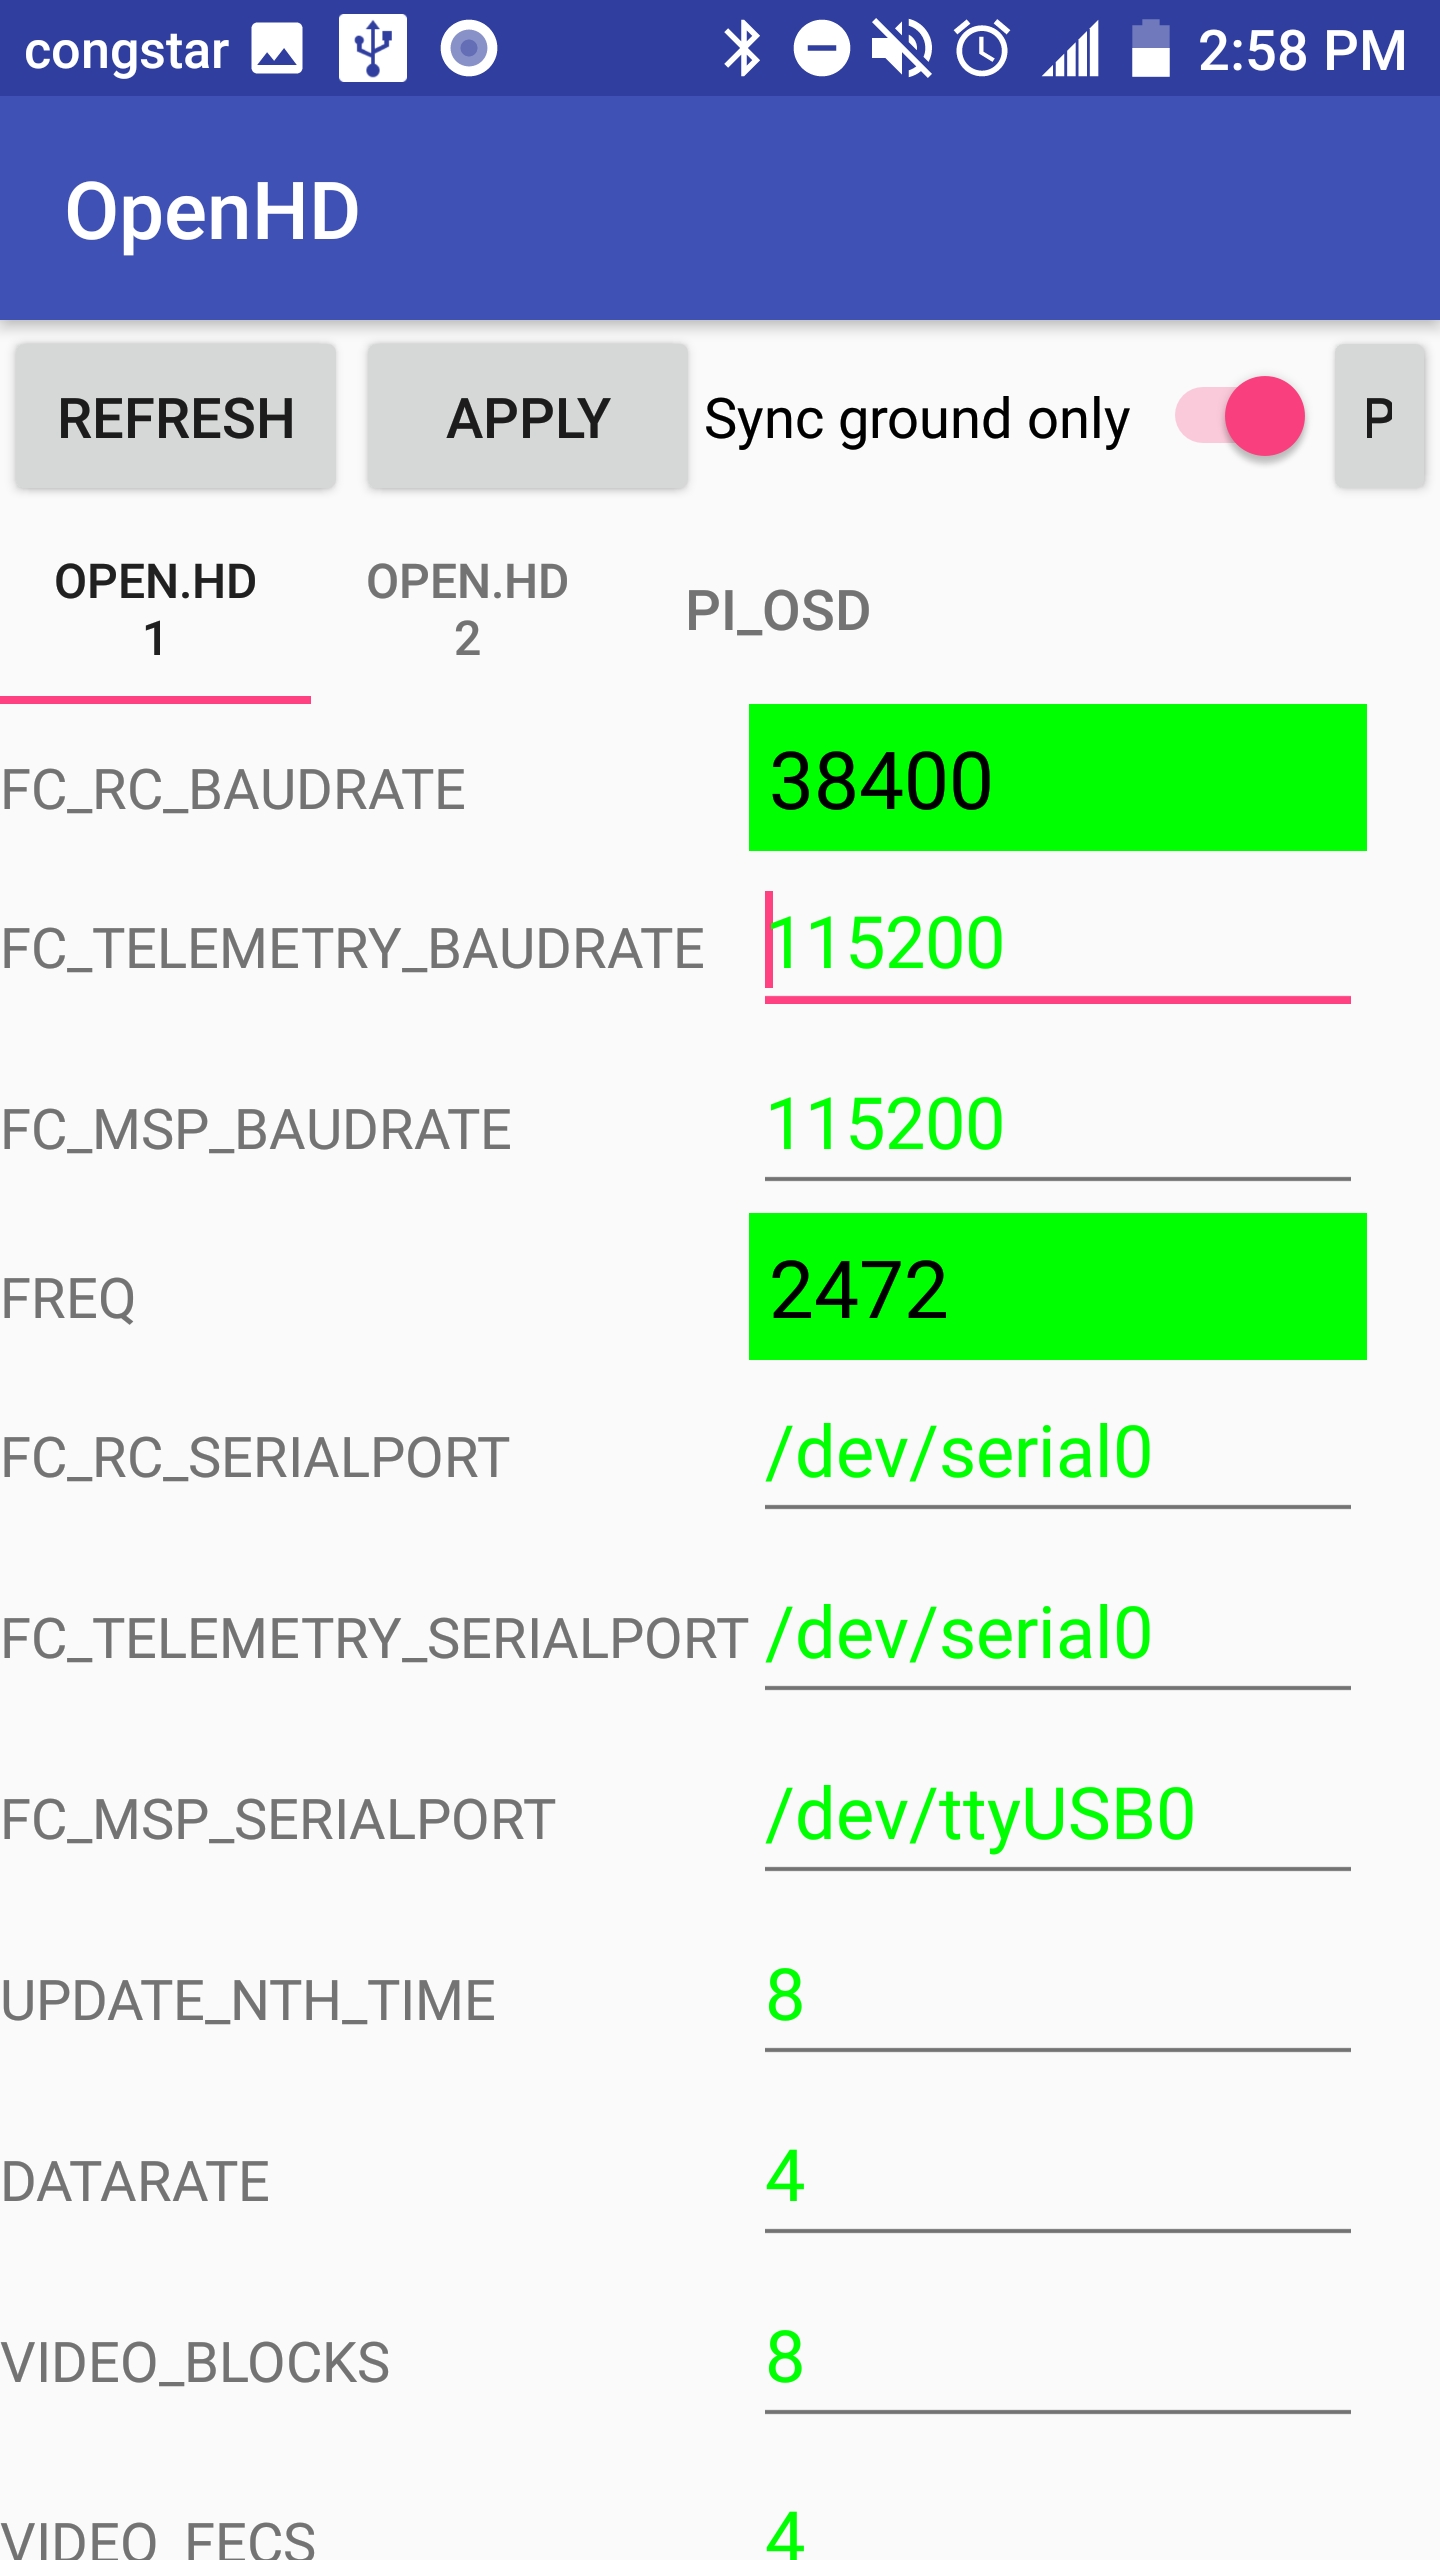 congstar 2:58 PM
OpenHD
REFRESH APPLY Sync ground only P
OPEN.HD
1
OPEN.HD
2
PI_OSD
FC_RC_BAUDRATE 38400
FC_TELEMETRY_BAUDRATE 115200
FC_MSP_BAUDRATE 115200
FREQ 2472
FC_RC_SERIALPORT /dev/serial0
FC_TELEMETRY_SERIALPORT /dev/serial0
FC_MSP_SERIALPORT /dev/ttyUSB0
UPDATE_NTH_TIME 8
DATARATE 4
VIDEO_BLOCKS 8
VIDEO_FECS 4